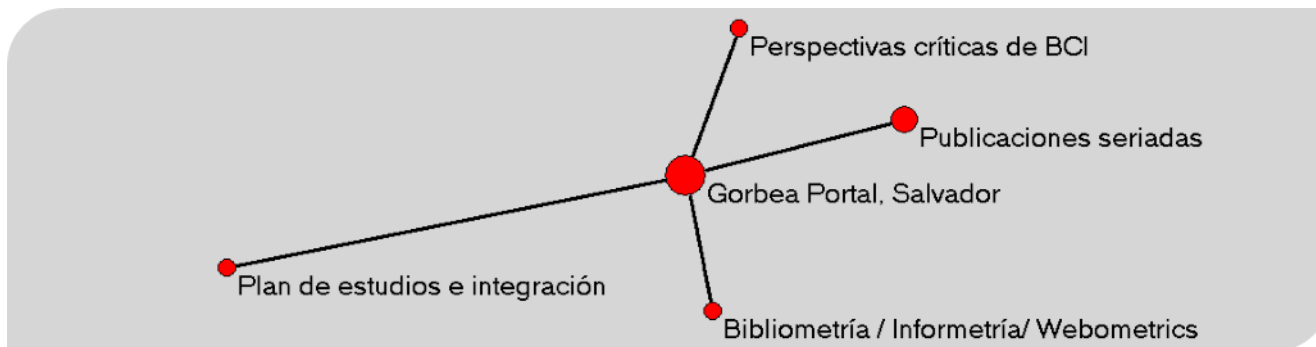 Perspectivas críticas de BCI
Publicaciones seriadas
Gorbea Portal, Salvador
Plan de estudios e integración
Bibliometría / Informetría/ Webometrics